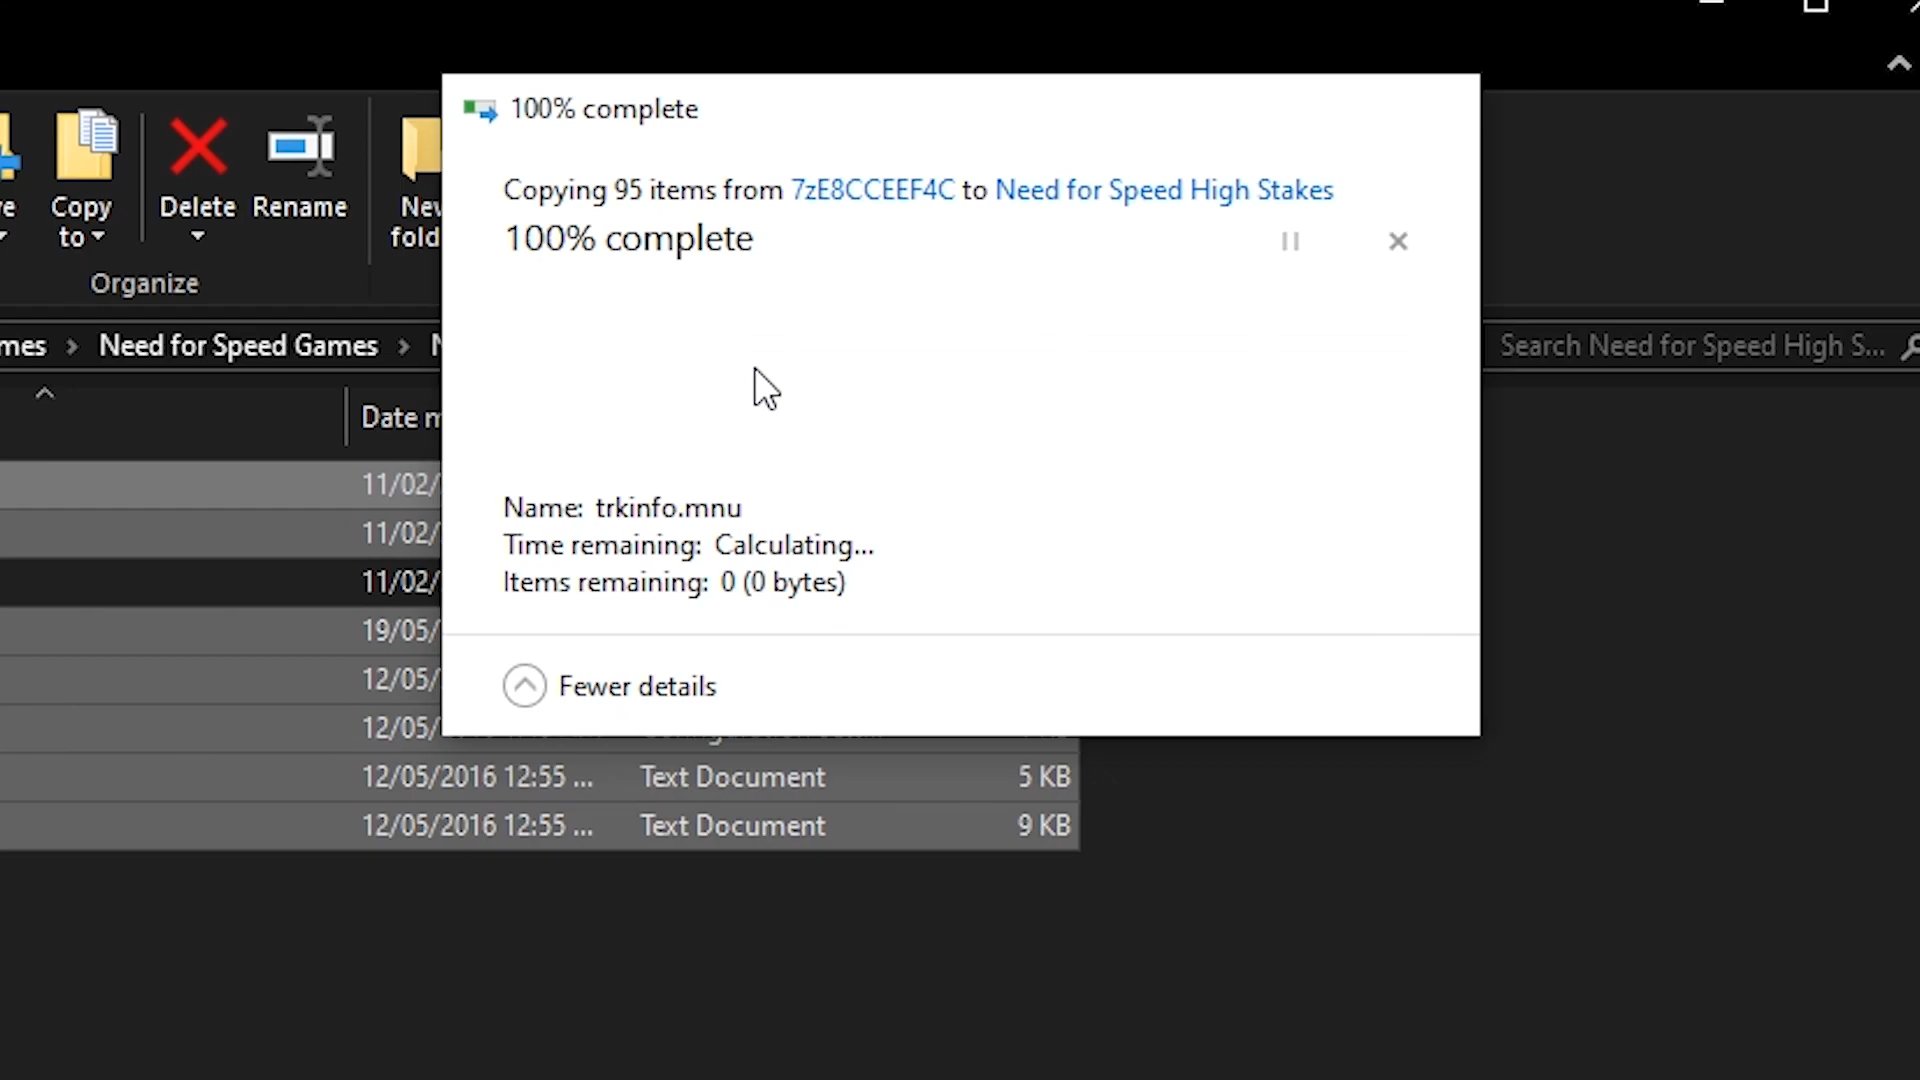 100% complete
Copying 95 items from 7zE8CCEEF4C to Need for Speed High Stakes
100% complete
Name: trkinfo.mnu
Time remaining: Calculating...
Items remaining: 0 (0 bytes)
Fewer details
Copy to
Delete
Rename
Organize
Need for Speed Games
Search Need for Speed High S...
Date m
11/02/
11/02/
11/02/
19/05/
12/05/
12/05/
12/05/2016 12:55 ... Text Document 5 KB
12/05/2016 12:55 ... Text Document 9 KB